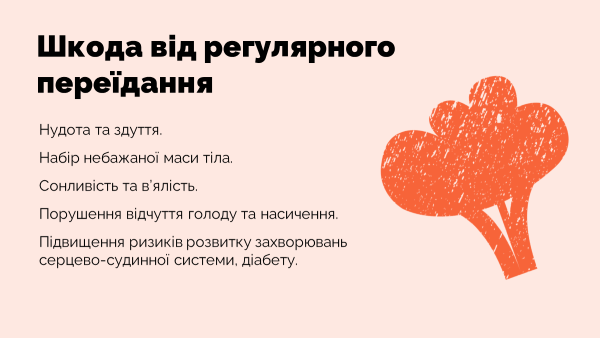 Шкода від регулярного
переїдання
Нудота та здуття.
Набір небажаної маси тіла.
Сонливість та в’ялість.
Порушення відчуття голоду та насичення.
Підвищення ризиків розвитку захворювань
серцево-судинної системи, діабету.